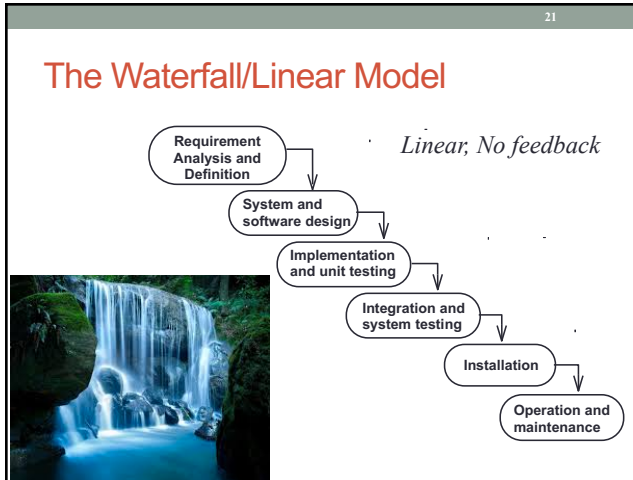 21
The Waterfall/Linear Model
Linear, No feedback
Requirement
Analysis and
Definition
System and
software design
Implementation
and unit testing
Integration and
system testing
Installation
Operation and
maintenance